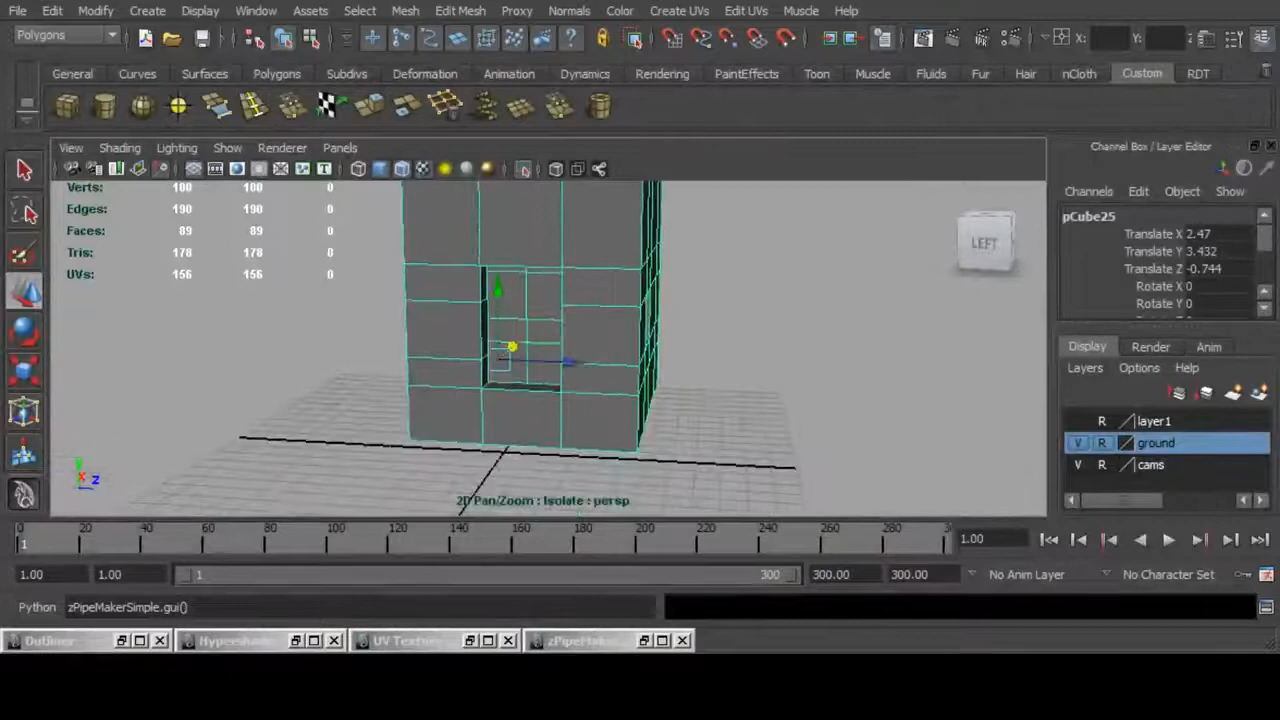 File Edit Modify Create Display Window Assets Select Mesh Edit Mesh Proxy Normals Color Create UVs Edit UVs Muscle Help
Polygons X: Y:
General Curves Surfaces Polygons Subdivs Deformation Animation Dynamics Rendering PaintEffects Toon Muscle Fluids Fur Hair nCloth Custom RDT
View Shading Lighting Show Renderer Panels
Channel Box / Layer Editor
Channels Edit Object Show
Verts: 100 100 0
Edges: 190 190 0
Faces: 89 89 0
Tris: 178 178 0
UVs: 156 156 0
LEFT
pCube25
Translate X 2.47
Translate Y 3.432
Translate Z -0.744
Rotate X 0
Rotate Y 0
Display Render Anim
Layers Options Help
R layer1
V R ground
V R cams
y
x z
2D Pan/Zoom : Isolate : persp
0 20 40 60 80 100 120 140 160 180 200 220 240 260 280
1 1.00
1.00 1.00 1 300 300.00 300.00 No Anim Layer No Character Set
Python zPipeMakerSimple.gui()
Outliner Hypershad UV Textur zPipeMake